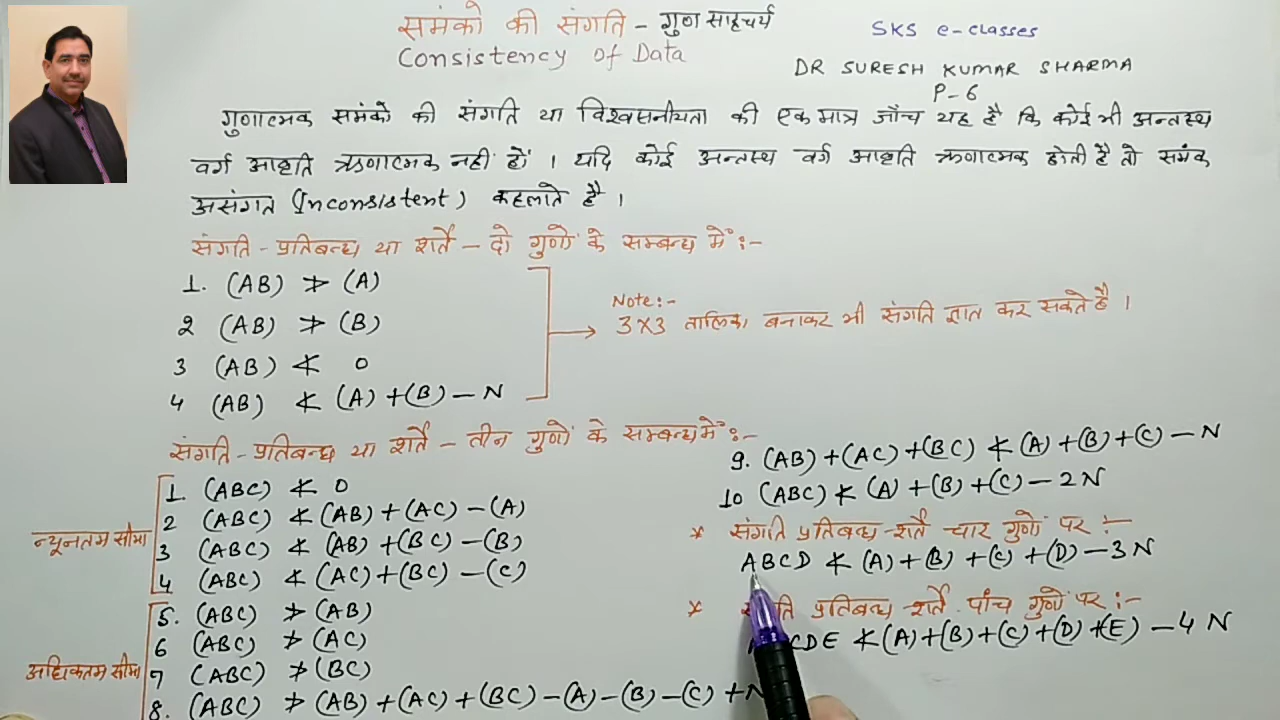 समंको की संगति - गुण साहचर्य
Consistency of Data
SKS e-classes
DR SURESH KUMAR SHARMA
P-6
गुणात्मक समंको की संगति या विश्वसनीयता की एक मात्र जाँच यह है कि कोई भी अन्तस्थ
वर्ग आवृति ऋणात्मक नहीं हों । यदि कोई अन्तस्थ वर्ग आवृति ऋणात्मक होती है तो समंक
असंगत (Inconsistent) कहलाते है ।
संगति - प्रतिबन्ध या शर्तें - दो गुणों के सम्बन्ध में :-
1. (AB) ≯ (A)
2 (AB) ≯ (B)
3 (AB) ≮ 0
4 (AB) ≮ (A) + (B) - N
Note:-
3 X 3 तालिका बनाकर भी संगति ज्ञात कर सकते है ।
संगति - प्रतिबन्ध या शर्तें - तीन गुणों के सम्बन्ध में :-
न्यूनतम सीमा
1. (ABC) ≮ 0
2 (ABC) ≮ (AB) + (AC) - (A)
3 (ABC) ≮ (AB) + (BC) - (B)
4. (ABC) ≮ (AC) + (BC) - (C)
अधिकतम सीमा
5. (ABC) ≯ (AB)
6 (ABC) ≯ (AC)
7 (ABC) ≯ (BC)
8. (ABC) ≯ (AB) + (AC) + (BC) - (A) - (B) - (C) + N
9. (AB) + (AC) + (BC) ≮ (A) + (B) + (C) - N
10 (ABC) ≮ (A) + (B) + (C) - 2N
* संगति प्रतिबन्ध - शर्तें चार गुणों पर :-
ABCD ≮ (A) + (B) + (C) + (D) - 3N
* संगति प्रतिबन्ध - शर्तें पांच गुणों पर :-
CDE ≮ (A) + (B) + (C) + (D) + (E) - 4 N